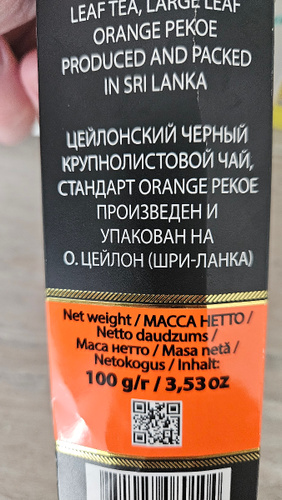 LEAF TEA, LARGE LEAF
ORANGE PEKOE
PRODUCED AND PACKED
IN SRI LANKA
ЦЕЙЛОНСКИЙ ЧЕРНЫЙ
КРУПНОЛИСТОВОЙ ЧАЙ,
СТАНДАРТ ORANGE PEKOE
ПРОИЗВЕДЕН И
УПАКОВАН НА
О. ЦЕЙЛОН (ШРИ-ЛАНКА)
Net weight / МАССА НЕТТО /
Netto daudzums /
Маса нетто / Masa netă /
Netokogus / Inhalt:
100 g/г / 3,53 oz